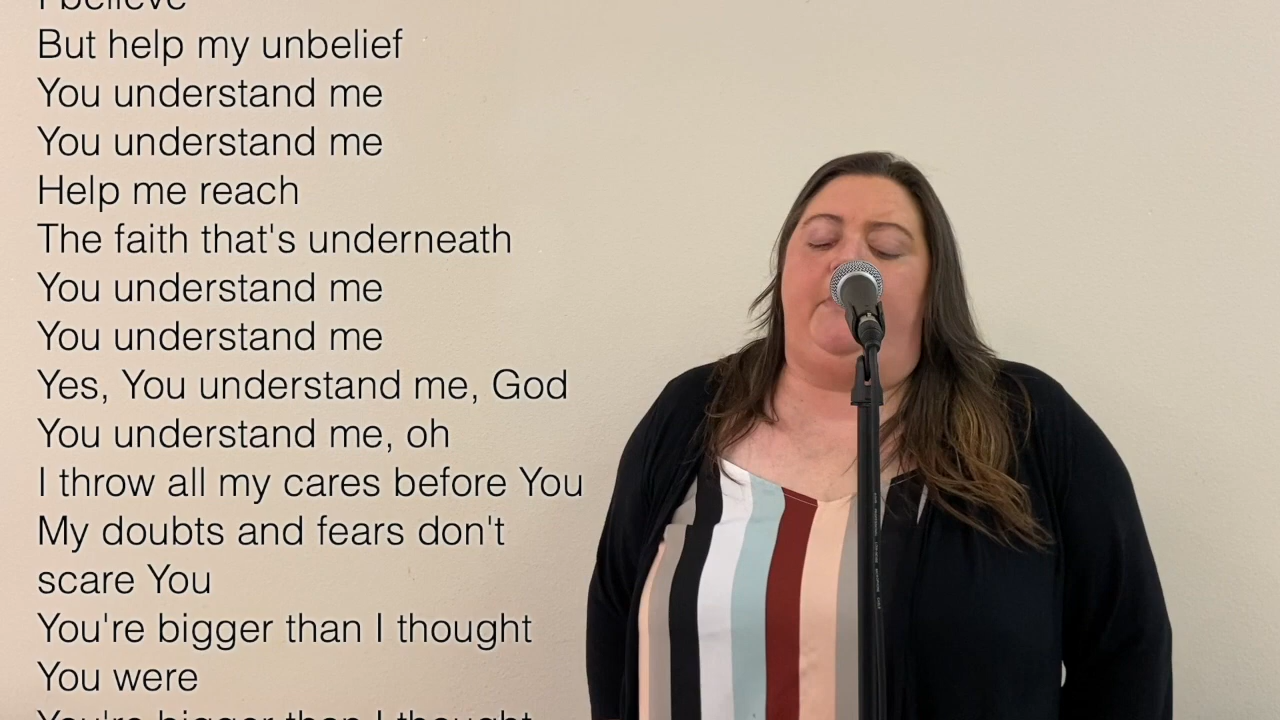 I believe
But help my unbelief
You understand me
You understand me
Help me reach
The faith that's underneath
You understand me
You understand me
Yes, You understand me, God
You understand me, oh
I throw all my cares before You
My doubts and fears don't
scare You
You're bigger than I thought
You were
You're bigger than I thought